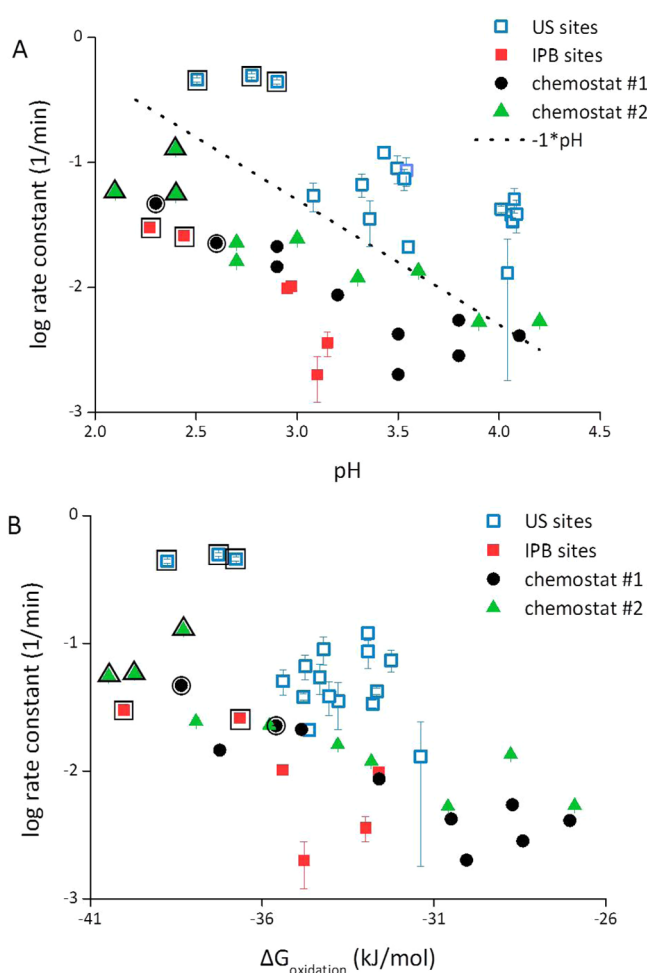 A
US sites
IPB sites
chemostat #1
chemostat #2
-1*pH
0
-1
-2
-3
log rate constant (1/min)
2.0 2.5 3.0 3.5 4.0 4.5
pH
B
US sites
IPB sites
chemostat #1
chemostat #2
0
-1
-2
-3
log rate constant (1/min)
-41 -36 -31 -26
ΔGoxidation (kJ/mol)